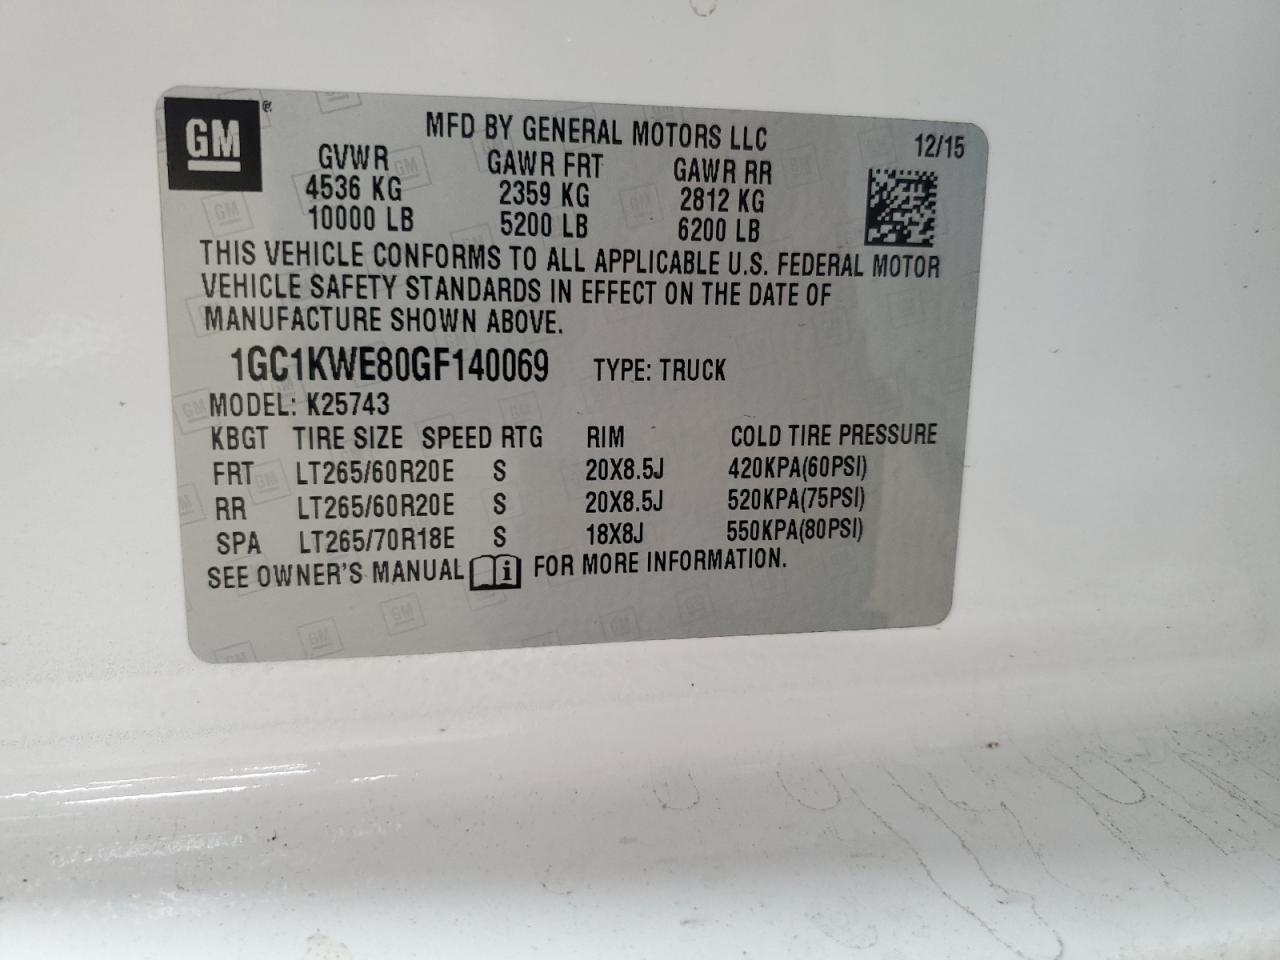 GM
MFD BY GENERAL MOTORS LLC 12/15
GVWR GAWR FRT GAWR RR
4536 KG 2359 KG 2812 KG
10000 LB 5200 LB 6200 LB
THIS VEHICLE CONFORMS TO ALL APPLICABLE U.S. FEDERAL MOTOR
VEHICLE SAFETY STANDARDS IN EFFECT ON THE DATE OF
MANUFACTURE SHOWN ABOVE.
1GC1KWE80GF140069 TYPE: TRUCK
MODEL: K25743
KBGT TIRE SIZE SPEED RTG RIM COLD TIRE PRESSURE
FRT LT265/60R20E S 20X8.5J 420KPA(60PSI)
RR LT265/60R20E S 20X8.5J 520KPA(75PSI)
SPA LT265/70R18E S 18X8J 550KPA(80PSI)
SEE OWNER'S MANUAL i FOR MORE INFORMATION.